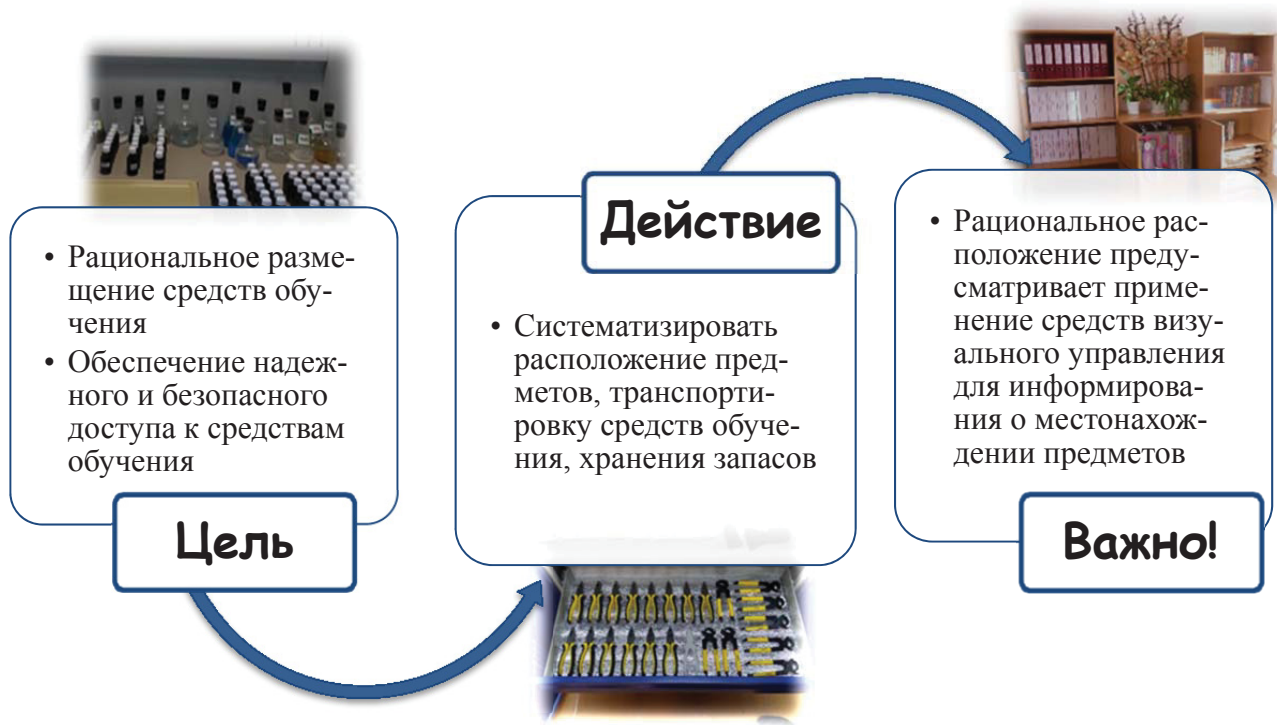 • Рациональное разме-
щение средств обу-
чения
• Обеспечение надеж-
ного и безопасного
доступа к средствам
обучения
Цель
Действие
• Систематизировать
расположение пред-
метов, транспорти-
ровку средств обуче-
ния, хранения запасов
• Рациональное рас-
положение преду-
сматривает приме-
нение средств визу-
ального управления
для информирова-
ния о местонахож-
дении предметов
Важно!